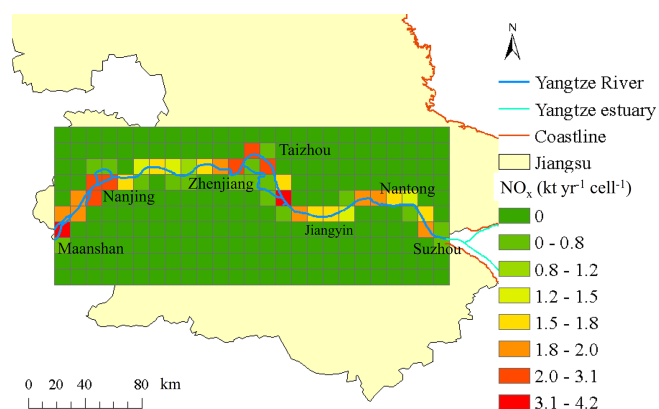 N
Yangtze River
Yangtze estuary
Coastline
Jiangsu
NOx (kt yr-1 cell-1)
0
0 - 0.8
0.8 - 1.2
1.2 - 1.5
1.5 - 1.8
1.8 - 2.0
2.0 - 3.1
3.1 - 4.2
Taizhou
Zhenjiang
Nanjing
Nantong
Jiangyin
Maanshan
Suzhou
0 20 40 80 km